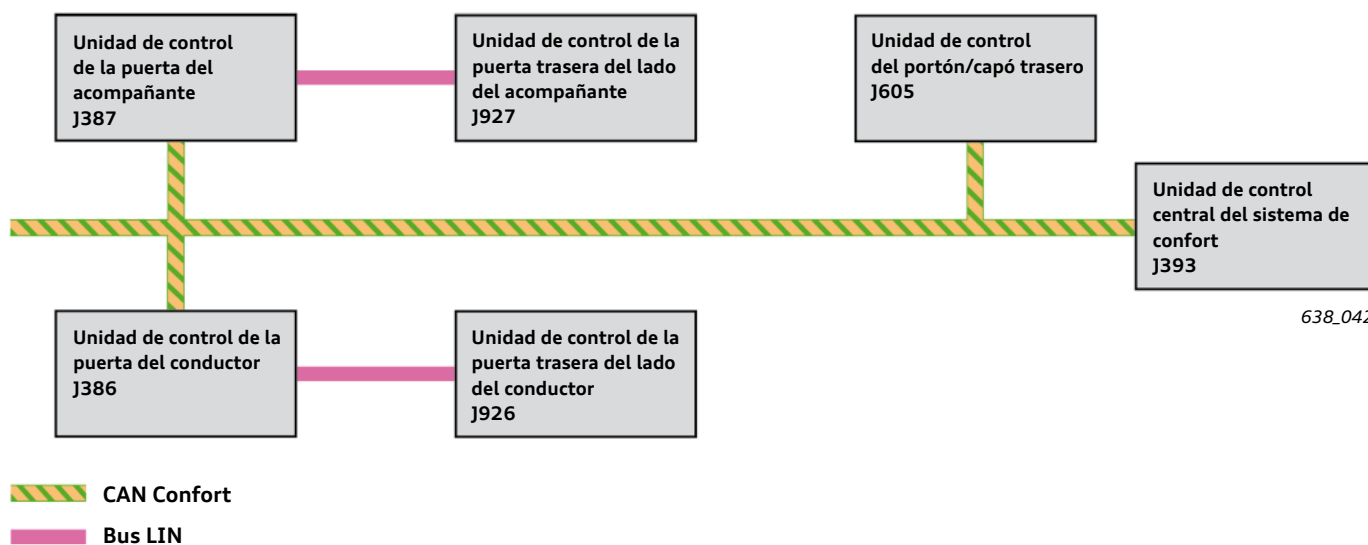 Unidad de control
de la puerta del
acompañante
J387
Unidad de control de la
puerta trasera del lado
del acompañante
J927
Unidad de control
del portón/capó trasero
J605
Unidad de control
central del sistema de
confort
J393
638_042
Unidad de control de la
puerta del conductor
J386
Unidad de control de la
puerta trasera del lado
del conductor
J926
CAN Confort
Bus LIN